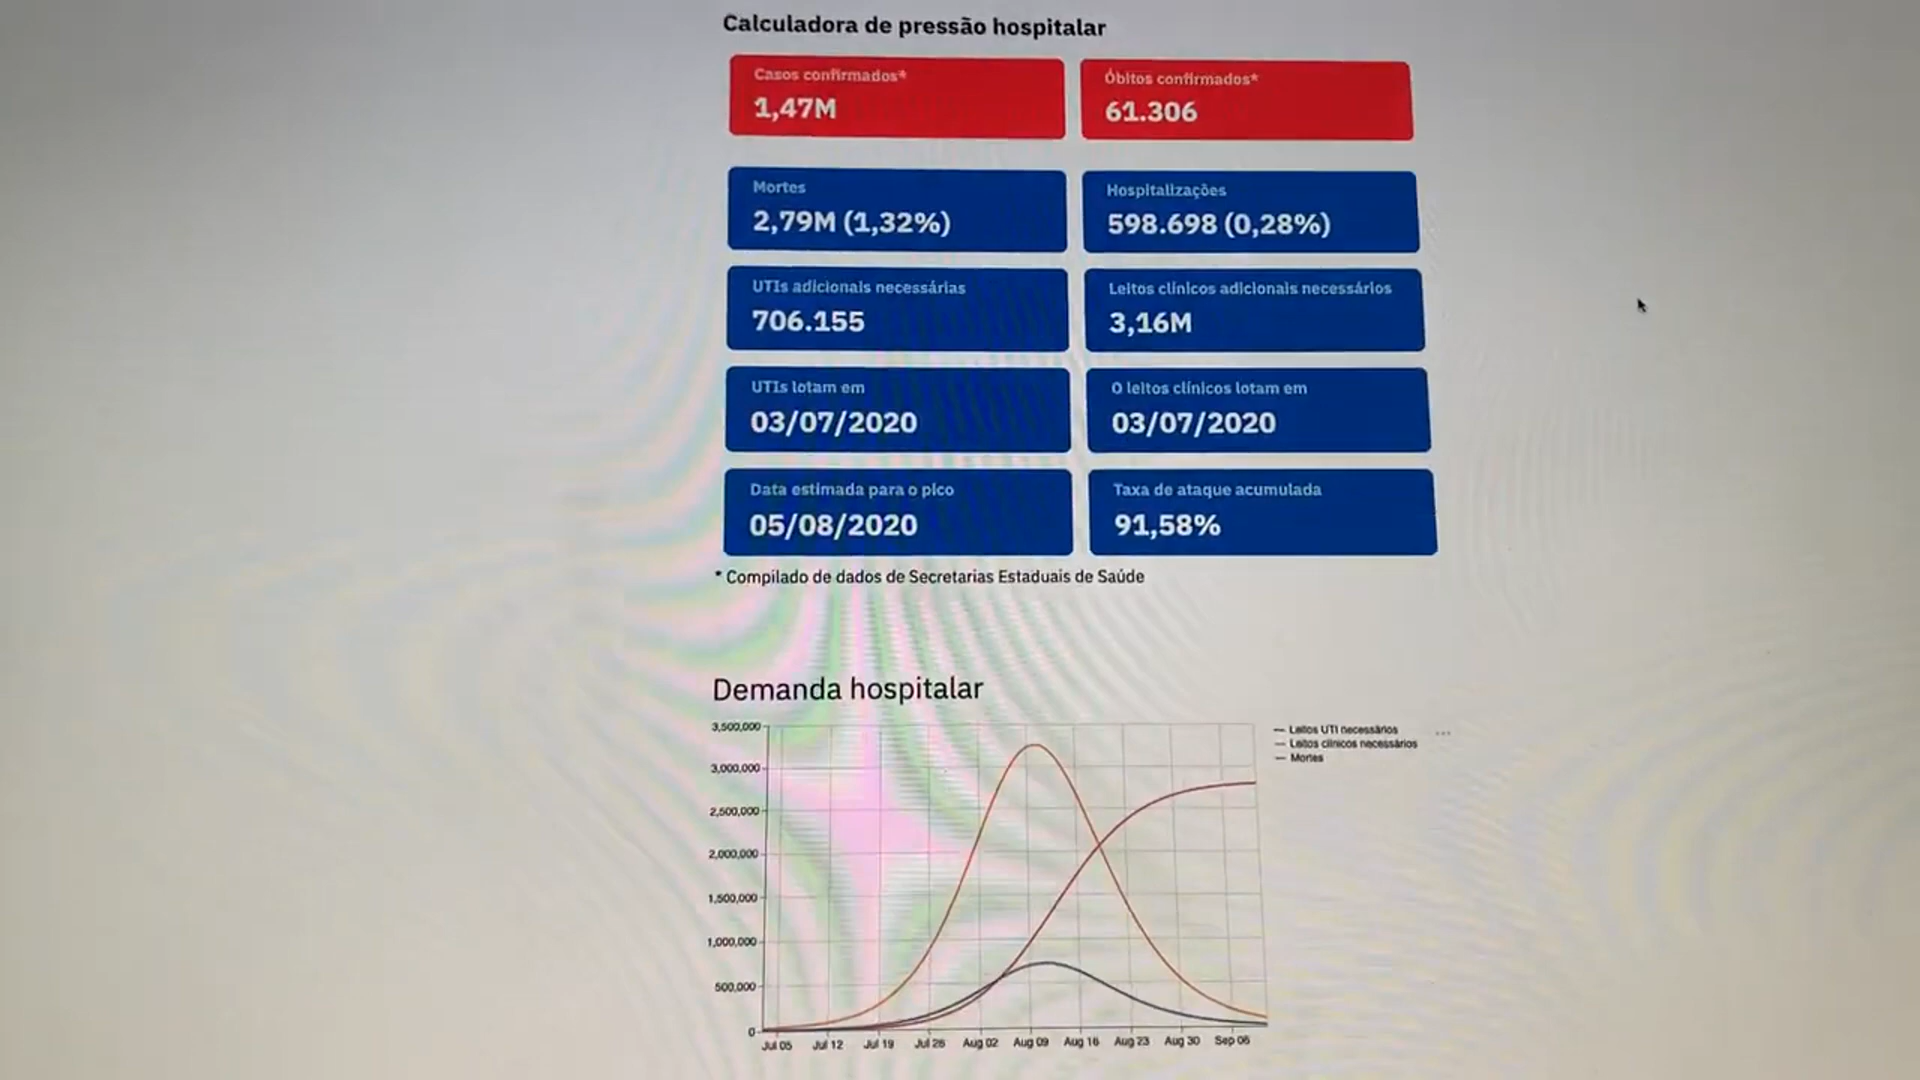 Calculadora de pressão hospitalar
Casos confirmados*
1,47M
Óbitos confirmados*
61.306
Mortes
2,79M (1,32%)
Hospitalizações
598.698 (0,28%)
UTIs adicionais necessárias
706.155
Leitos clínicos adicionais necessários
3,16M
UTIs lotam em
03/07/2020
O leitos clínicos lotam em
03/07/2020
Data estimada para o pico
05/08/2020
Taxa de ataque acumulada
91,58%
* Compilado de dados de Secretarias Estaduais de Saúde
Demanda hospitalar
3,500,000
3,000,000
2,500,000
2,000,000
1,500,000
1,000,000
500,000
0
Jul 05 Jul 12 Jul 19 Jul 26 Aug 02 Aug 09 Aug 16 Aug 23 Aug 30 Sep 06
Leitos UTI necessários
Leitos clínicos necessários
Mortes